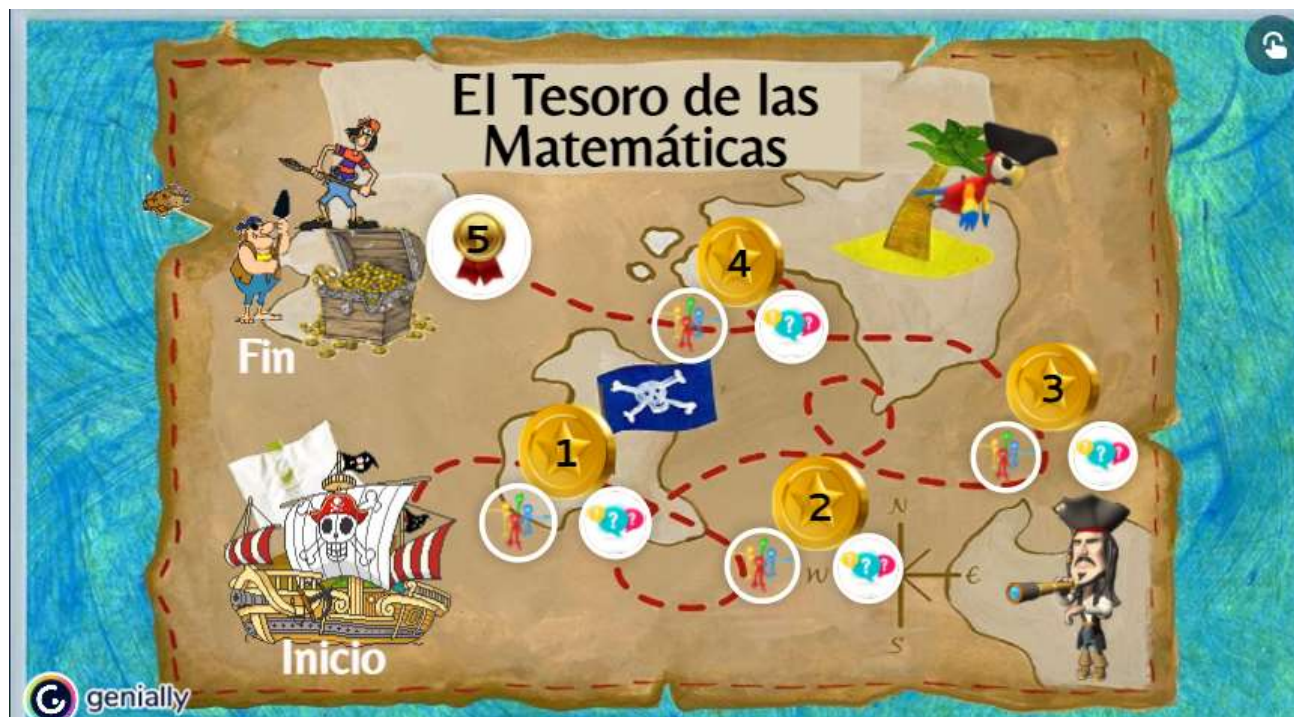 El Tesoro de las
Matemáticas
5
4
Fin
3
1
2
N
W
E
S
Inicio
genially